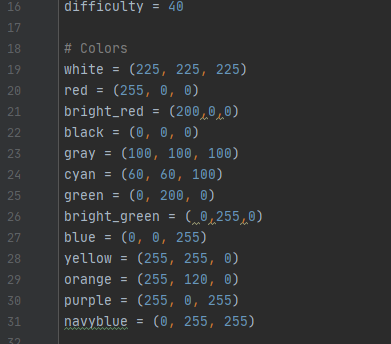 16 difficulty = 40
17
18 # Colors
19 white = (225, 225, 225)
20 red = (255, 0, 0)
21 bright_red = (200,0,0)
22 black = (0, 0, 0)
23 gray = (100, 100, 100)
24 cyan = (60, 60, 100)
25 green = (0, 200, 0)
26 bright_green = ( 0,255,0)
27 blue = (0, 0, 255)
28 yellow = (255, 255, 0)
29 orange = (255, 120, 0)
30 purple = (255, 0, 255)
31 navyblue = (0, 255, 255)
32